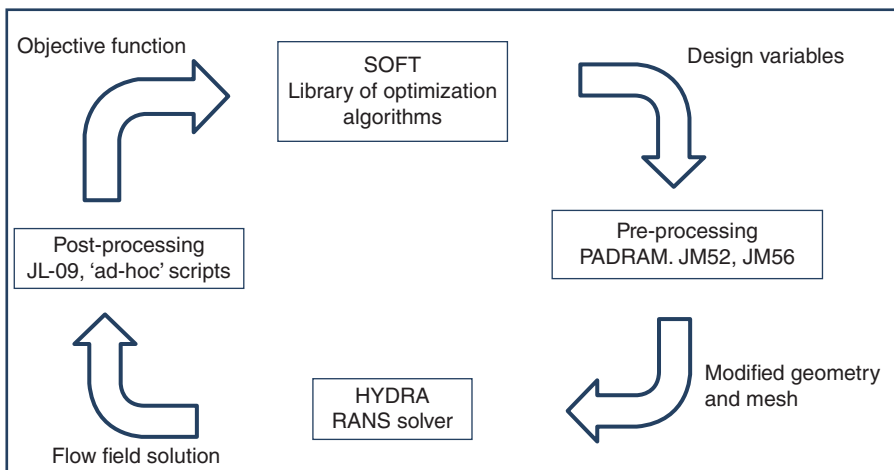 Objective function
SOFT
Library of optimization
algorithms
Design variables
Post-processing
JL-09, ‘ad-hoc’ scripts
Pre-processing
PADRAM. JM52, JM56
HYDRA
RANS solver
Modified geometry
and mesh
Flow field solution